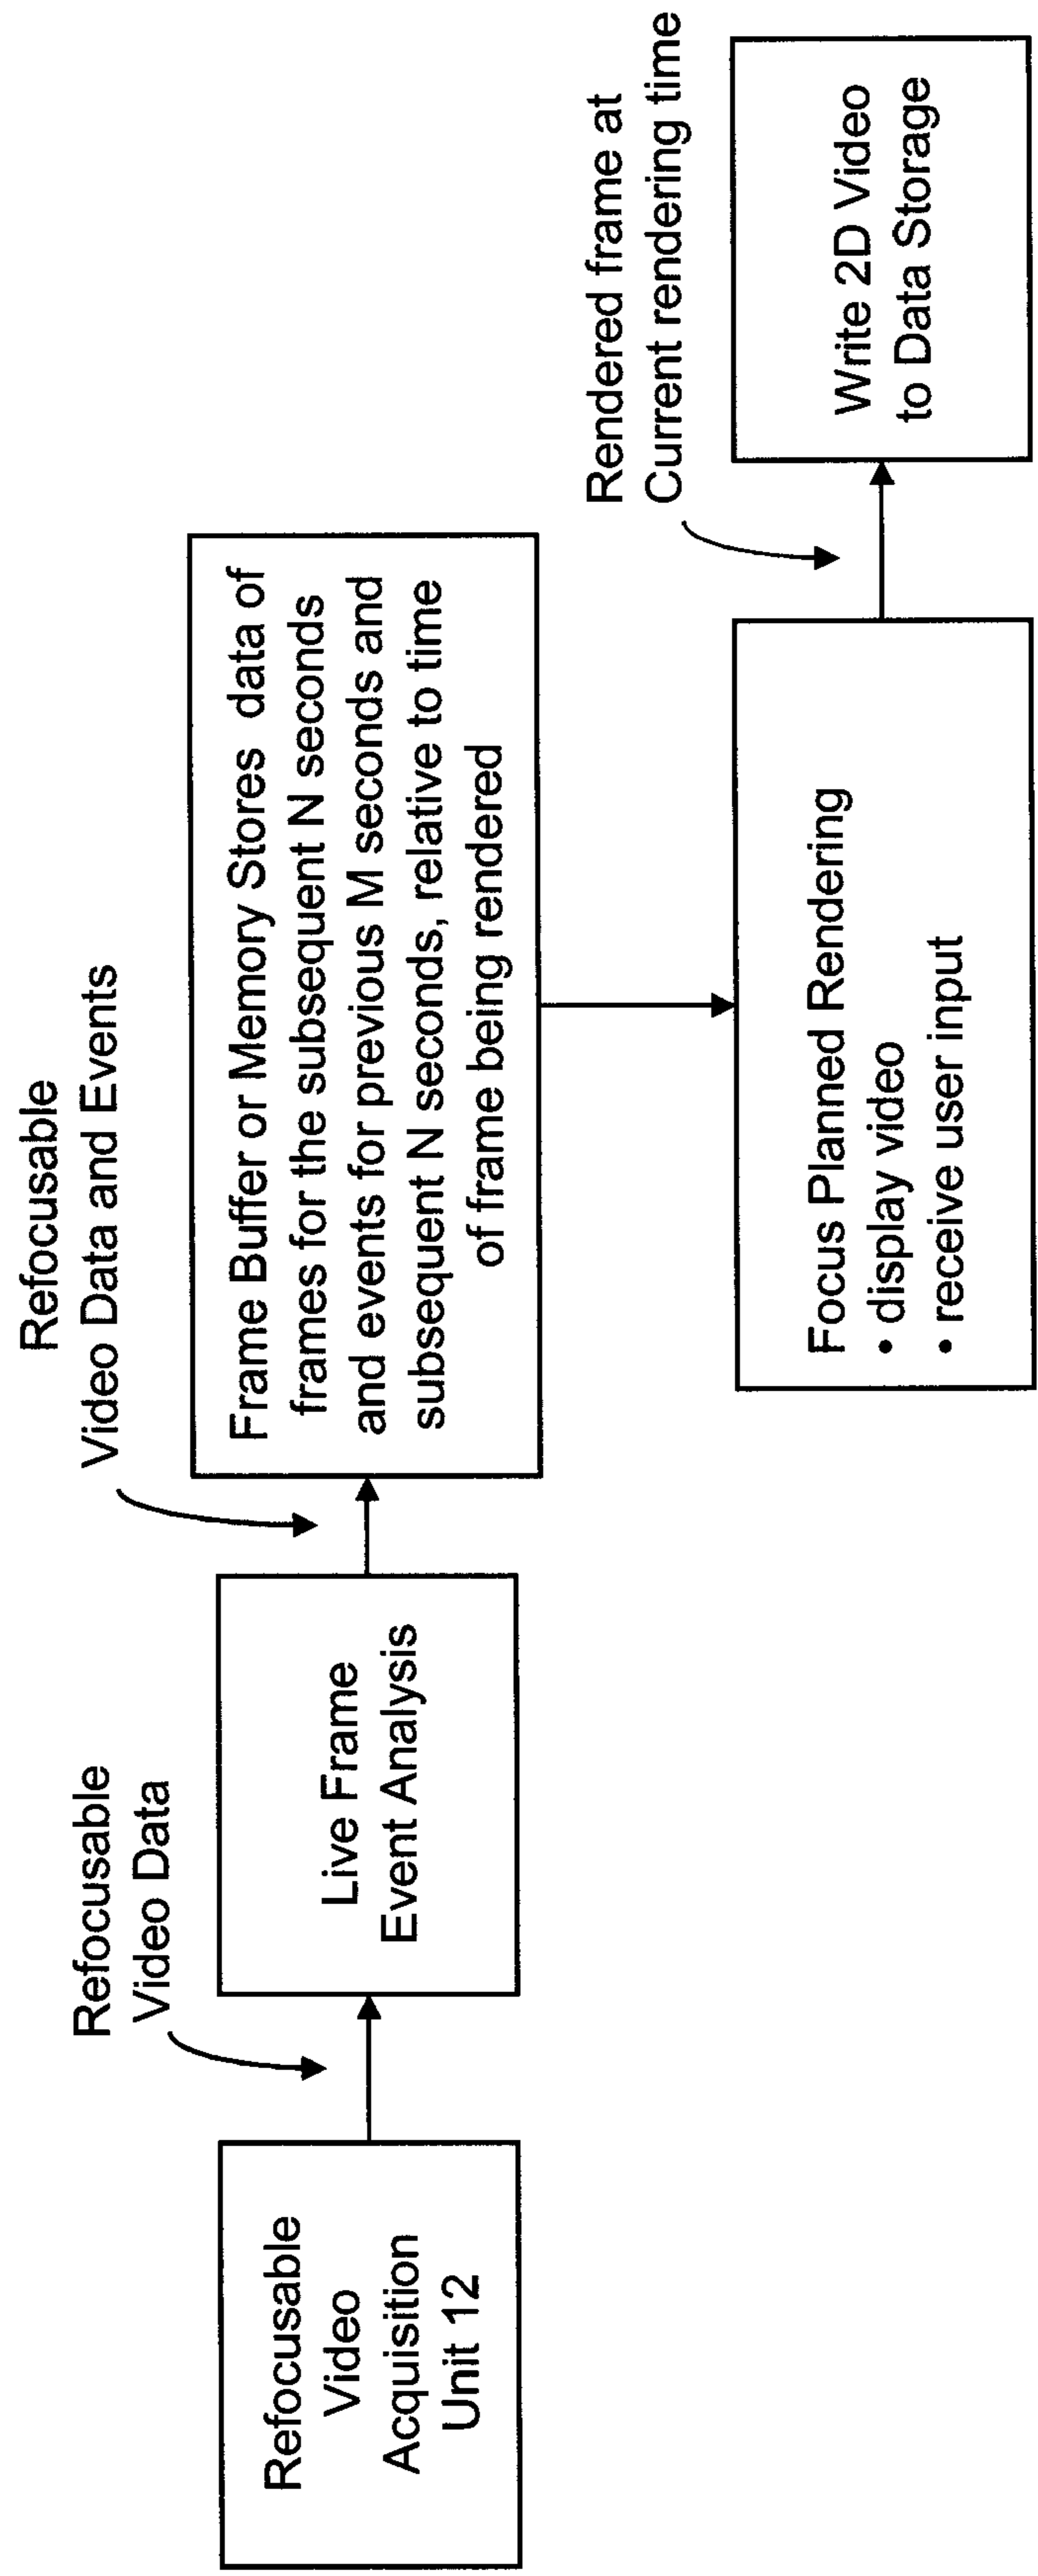 Refocusable
Video
Acquisition
Unit 12
Refocusable
Video Data
Live Frame
Event Analysis
Refocusable
Video Data and Events
Frame Buffer or Memory Stores data of
frames for the subsequent N seconds
and events for previous M seconds and
subsequent N seconds, relative to time
of frame being rendered
Focus Planned Rendering
• display video
• receive user input
Rendered frame at
Current rendering time
Write 2D Video
to Data Storage